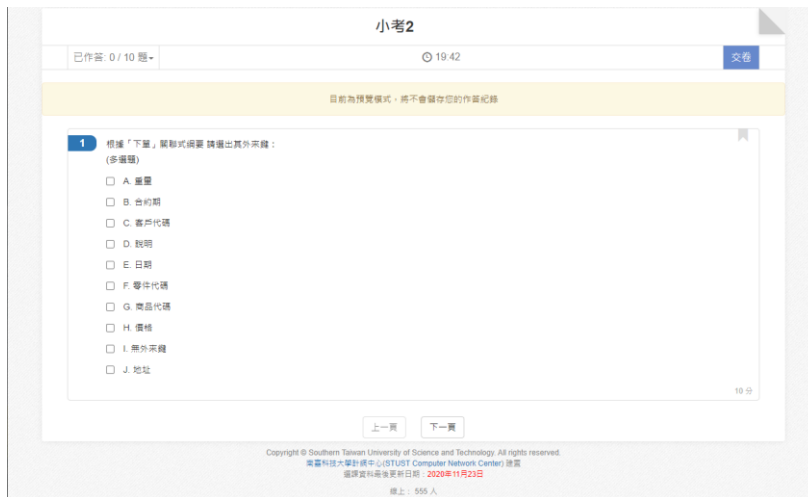 小考2
已作答: 0 / 10 題
19:42
交卷
目前為預覽模式，將不會儲存您的作答紀錄
1
根據「下單」關聯式綱要 請選出其外來鍵：
(多選題)
A. 重量
B. 合約期
C. 客戶代碼
D. 說明
E. 日期
F. 零件代碼
G. 商品代碼
H. 價格
I. 無外來鍵
J. 地址
10 分
上一頁 下一頁
Copyright © Southern Taiwan University of Science and Technology. All rights reserved.
南臺科技大學計網中心(STUST Computer Network Center) 建置
選課資料最後更新日期：2020年11月23日
線上： 555 人